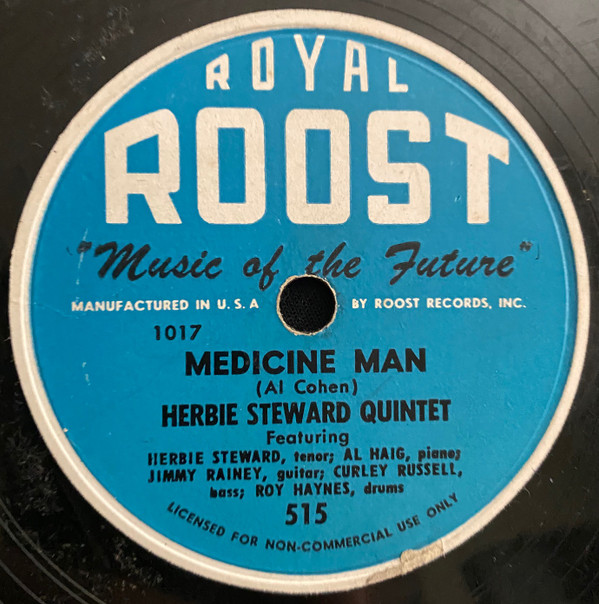 ROYAL
ROOST
"Music of the Future"
MANUFACTURED IN U.S.A BY ROOST RECORDS, INC.
1017
MEDICINE MAN
(Al Cohen)
HERBIE STEWARD QUINTET
Featuring
HERBIE STEWARD, tenor; AL HAIG, piano;
JIMMY RAINEY, guitar; CURLEY RUSSELL,
bass; ROY HAYNES, drums
515
LICENSED FOR NON-COMMERCIAL USE ONLY